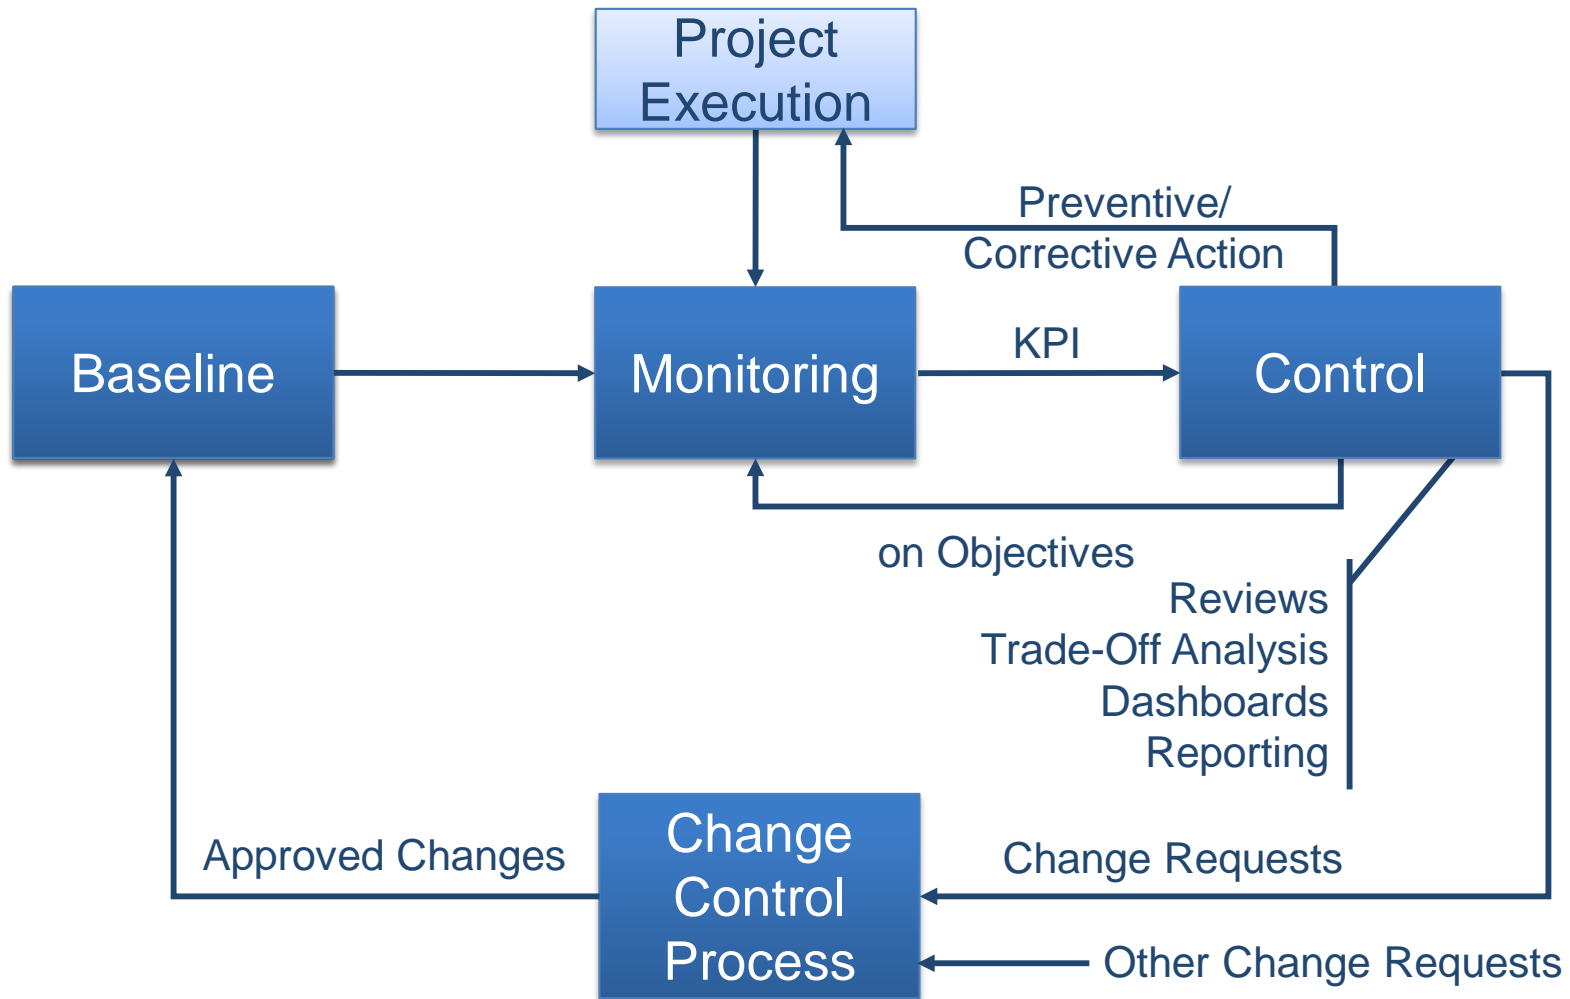 Project
Execution
Preventive/
Corrective Action
Baseline
Monitoring
KPI
Control
on Objectives
Reviews
Trade-Off Analysis
Dashboards
Reporting
Approved Changes
Change
Control
Process
Change Requests
Other Change Requests